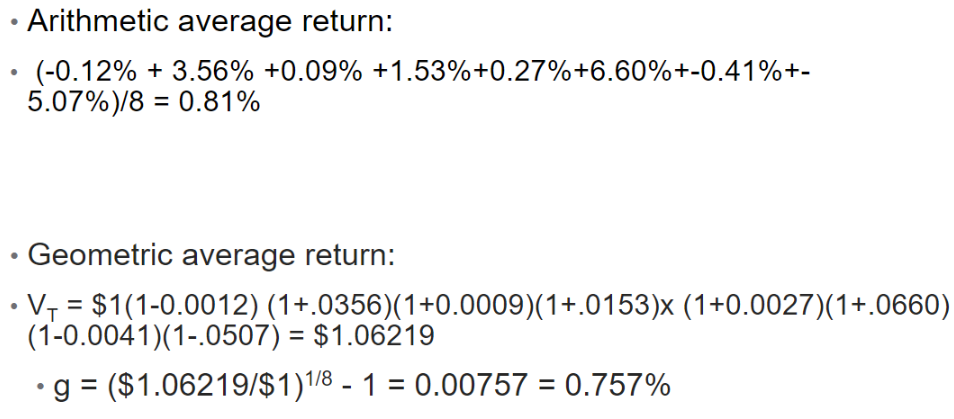 • Arithmetic average return:
• (-0.12% + 3.56% +0.09% +1.53%+0.27%+6.60%+-0.41%+-
5.07%)/8 = 0.81%
• Geometric average return:
• V_T = $1(1-0.0012) (1+.0356)(1+0.0009)(1+.0153)x (1+0.0027)(1+.0660)
(1-0.0041)(1-.0507) = $1.06219
• g = ($1.06219/$1)^1/8 - 1 = 0.00757 = 0.757%